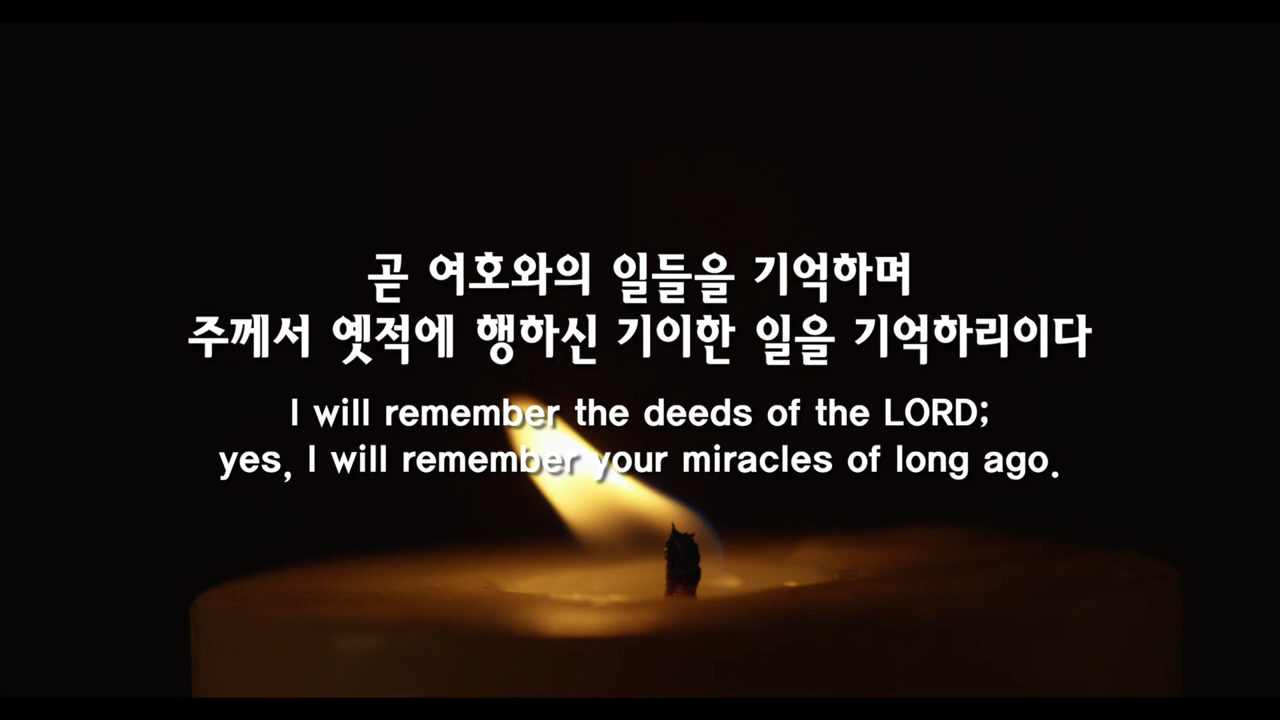 곧 여호와의 일들을 기억하며
주께서 옛적에 행하신 기이한 일을 기억하리이다
I will remember the deeds of the LORD;
yes, I will remember your miracles of long ago.